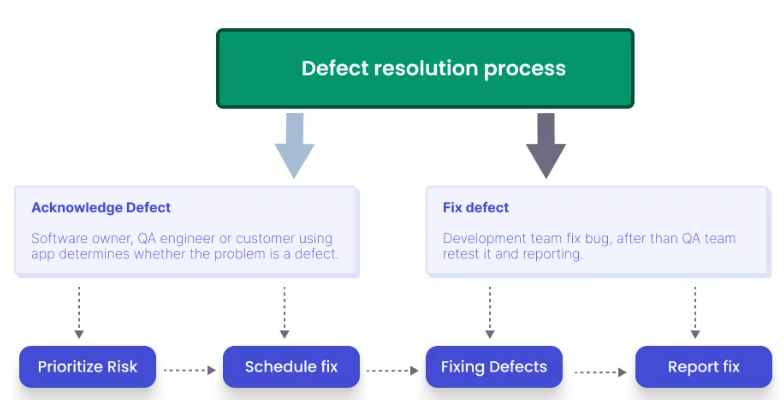 Defect resolution process
Acknowledge Defect
Software owner, QA engineer or customer using
app determines whether the problem is a defect.
Fix defect
Development team fix bug, after than QA team
retest it and reporting.
Prioritize Risk
Schedule fix
Fixing Defects
Report fix